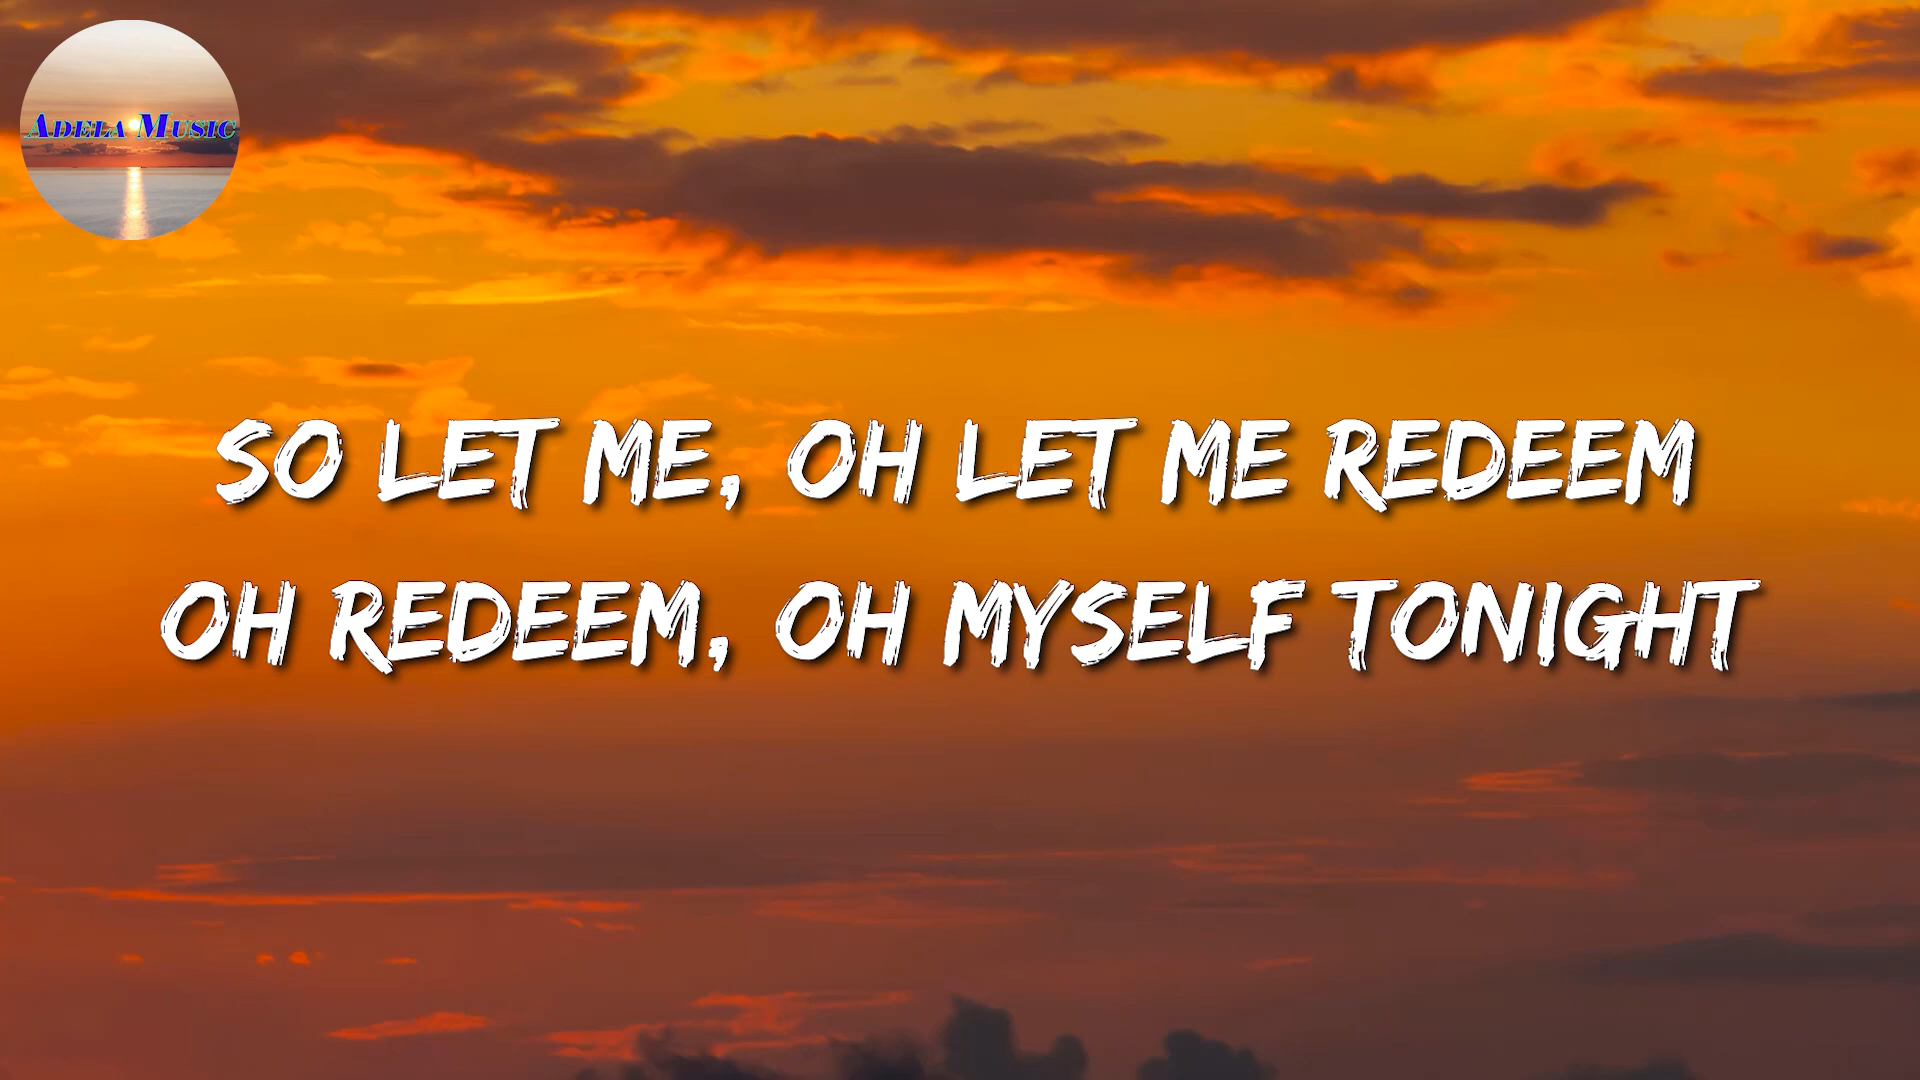 Adela Music
SO LET ME, OH LET ME REDEEM
OH REDEEM, OH MYSELF TONIGHT